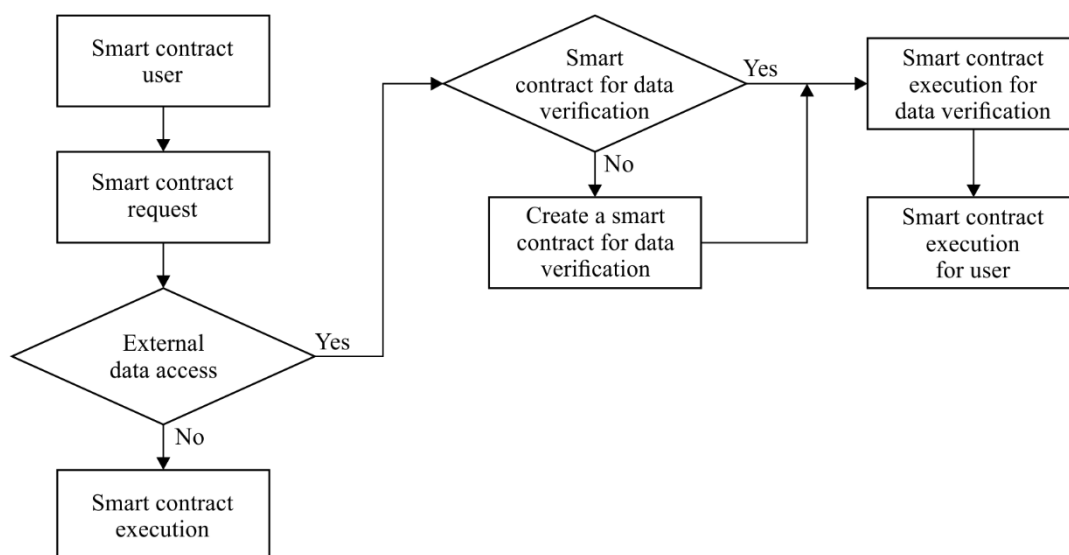 Smart contract
user
Smart contract
request
External
data access
Yes
No
Smart contract
execution
Smart
contract for data
verification
Yes
No
Create a smart
contract for data
verification
Smart contract
execution for
data verification
Smart contract
execution
for user